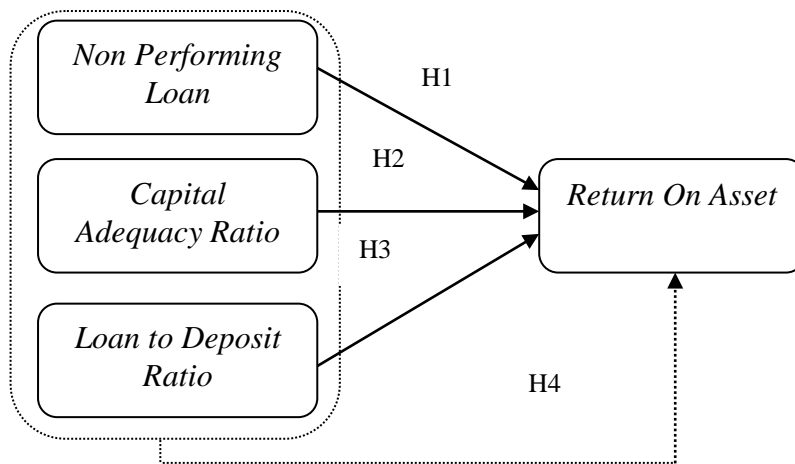 Non Performing
Loan
H1
H2
Capital
Adequacy Ratio
Return On Asset
H3
Loan to Deposit
Ratio
H4